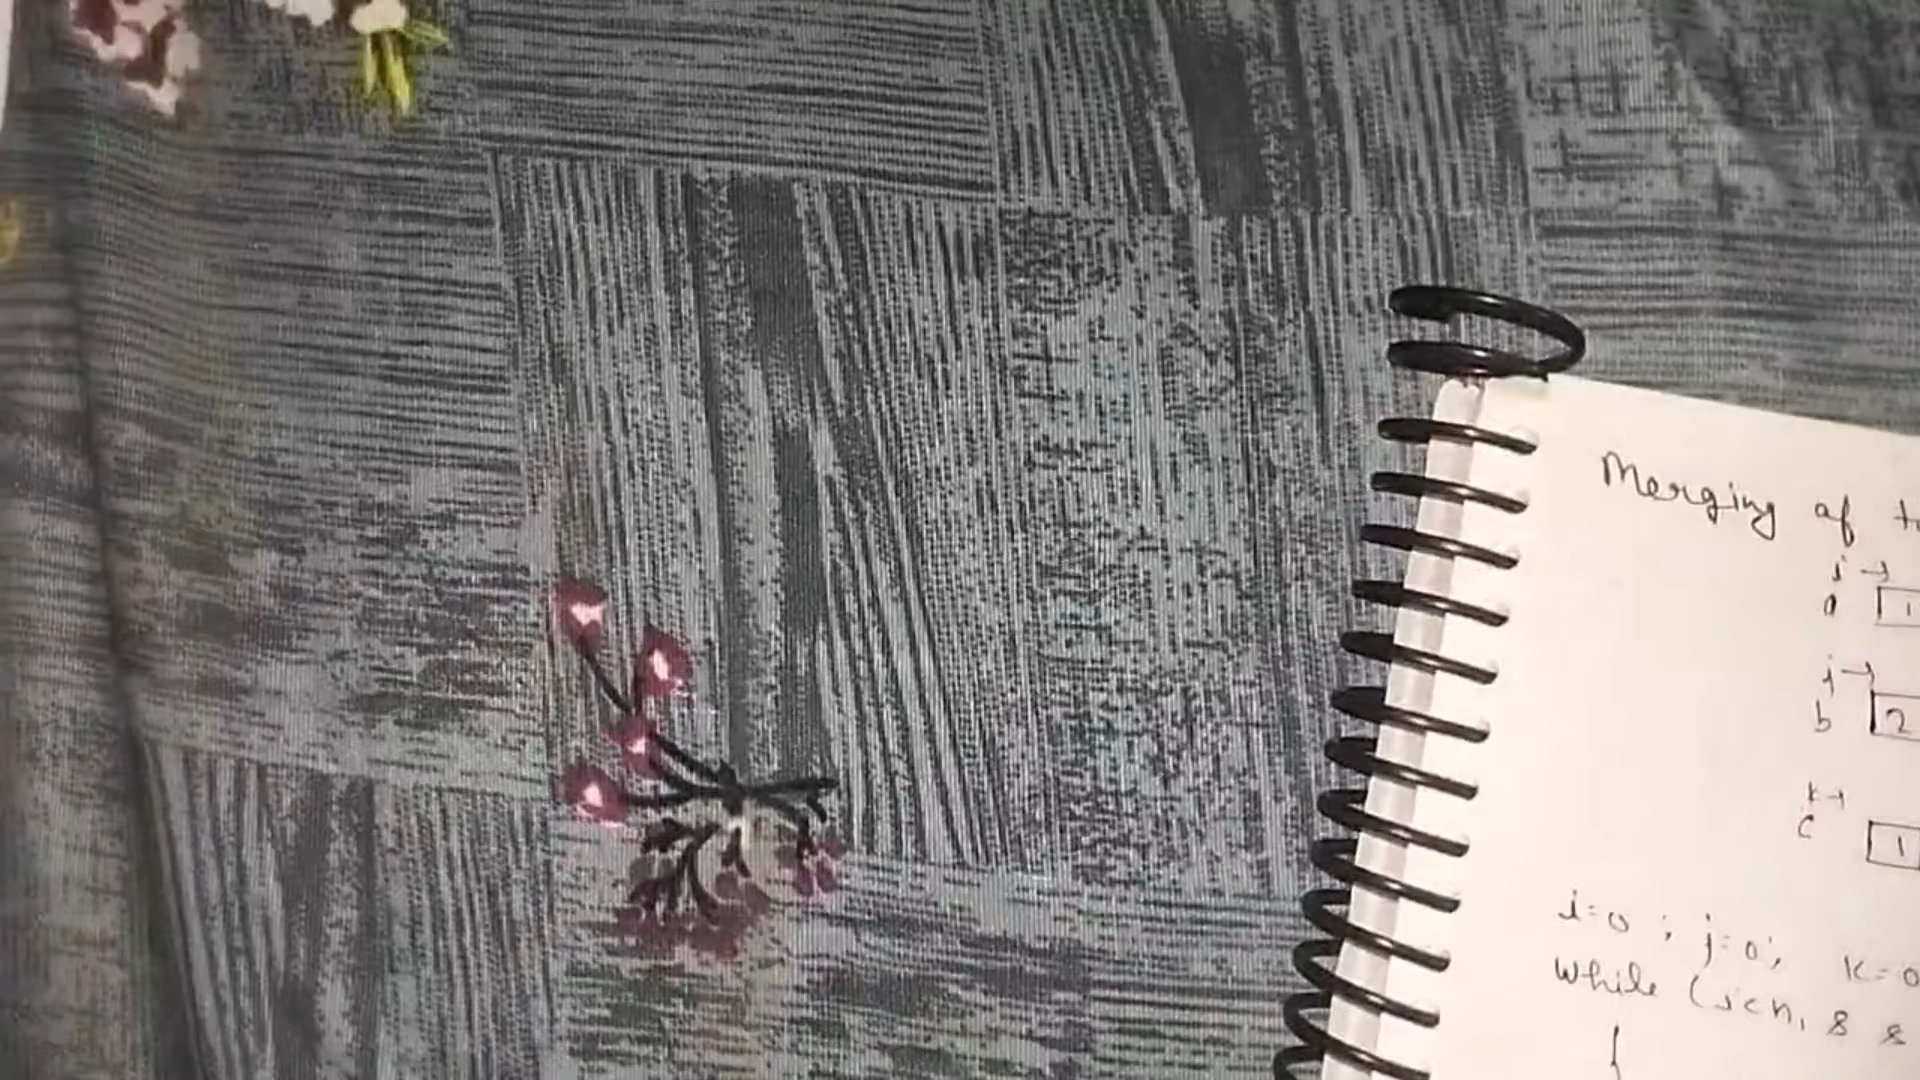 Merging of
i →
a 1
j →
b 2
k →
c 1
i=0 ; j=0; k=0
while (i<n, &&
{